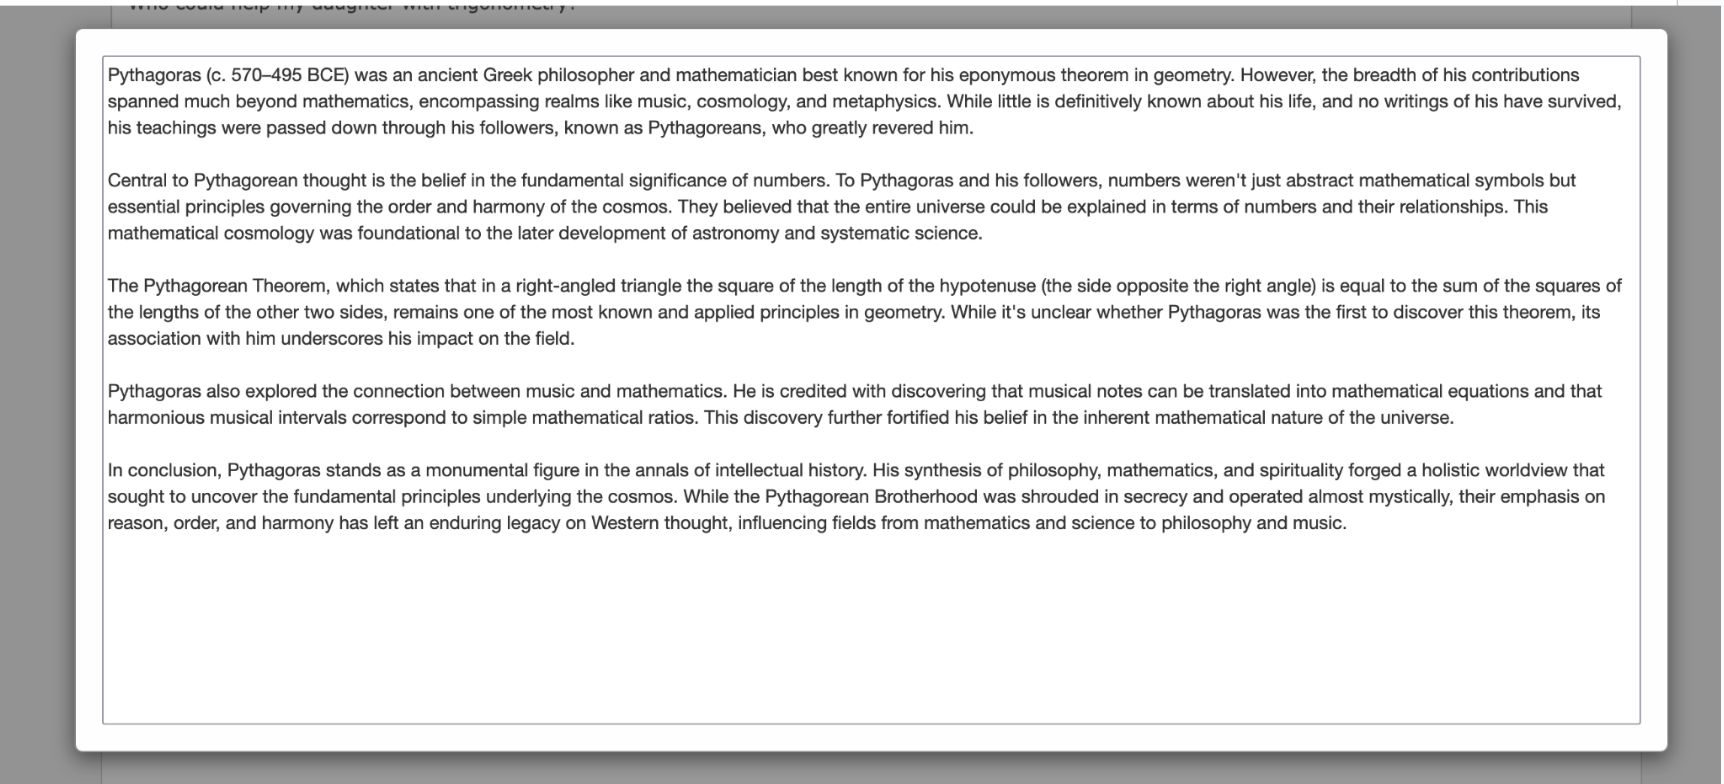 Who could help my daughter with trigonometry?
Pythagoras (c. 570–495 BCE) was an ancient Greek philosopher and mathematician best known for his eponymous theorem in geometry. However, the breadth of his contributions
spanned much beyond mathematics, encompassing realms like music, cosmology, and metaphysics. While little is definitively known about his life, and no writings of his have survived,
his teachings were passed down through his followers, known as Pythagoreans, who greatly revered him.
Central to Pythagorean thought is the belief in the fundamental significance of numbers. To Pythagoras and his followers, numbers weren't just abstract mathematical symbols but
essential principles governing the order and harmony of the cosmos. They believed that the entire universe could be explained in terms of numbers and their relationships. This
mathematical cosmology was foundational to the later development of astronomy and systematic science.
The Pythagorean Theorem, which states that in a right-angled triangle the square of the length of the hypotenuse (the side opposite the right angle) is equal to the sum of the squares of
the lengths of the other two sides, remains one of the most known and applied principles in geometry. While it's unclear whether Pythagoras was the first to discover this theorem, its
association with him underscores his impact on the field.
Pythagoras also explored the connection between music and mathematics. He is credited with discovering that musical notes can be translated into mathematical equations and that
harmonious musical intervals correspond to simple mathematical ratios. This discovery further fortified his belief in the inherent mathematical nature of the universe.
In conclusion, Pythagoras stands as a monumental figure in the annals of intellectual history. His synthesis of philosophy, mathematics, and spirituality forged a holistic worldview that
sought to uncover the fundamental principles underlying the cosmos. While the Pythagorean Brotherhood was shrouded in secrecy and operated almost mystically, their emphasis on
reason, order, and harmony has left an enduring legacy on Western thought, influencing fields from mathematics and science to philosophy and music.